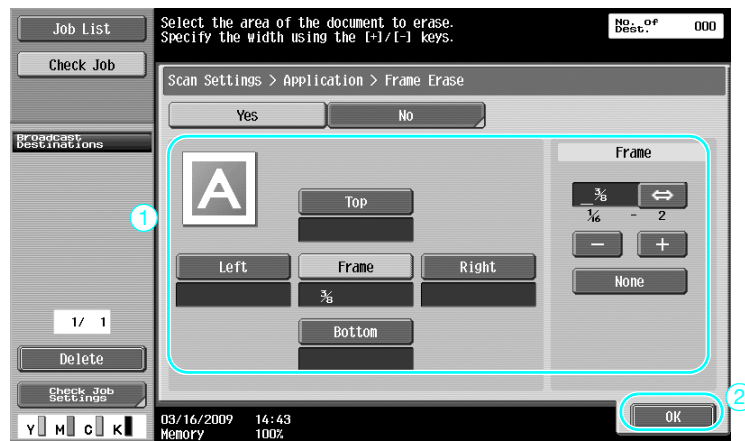 Job List
Select the area of the document to erase.
Specify the width using the [+]/[-] keys.
No. of
Dest.
000
Check Job
Scan Settings > Application > Frame Erase
Yes
No
Broadcast
Destinations
A
Frame
Top
⅜
⇔
1/16 - 2
1
− +
Left
Frame
Right
None
⅜
1/ 1
Bottom
Delete
Check Job
Settings
2
OK
Y M C K
03/16/2009 14:43
Memory 100%